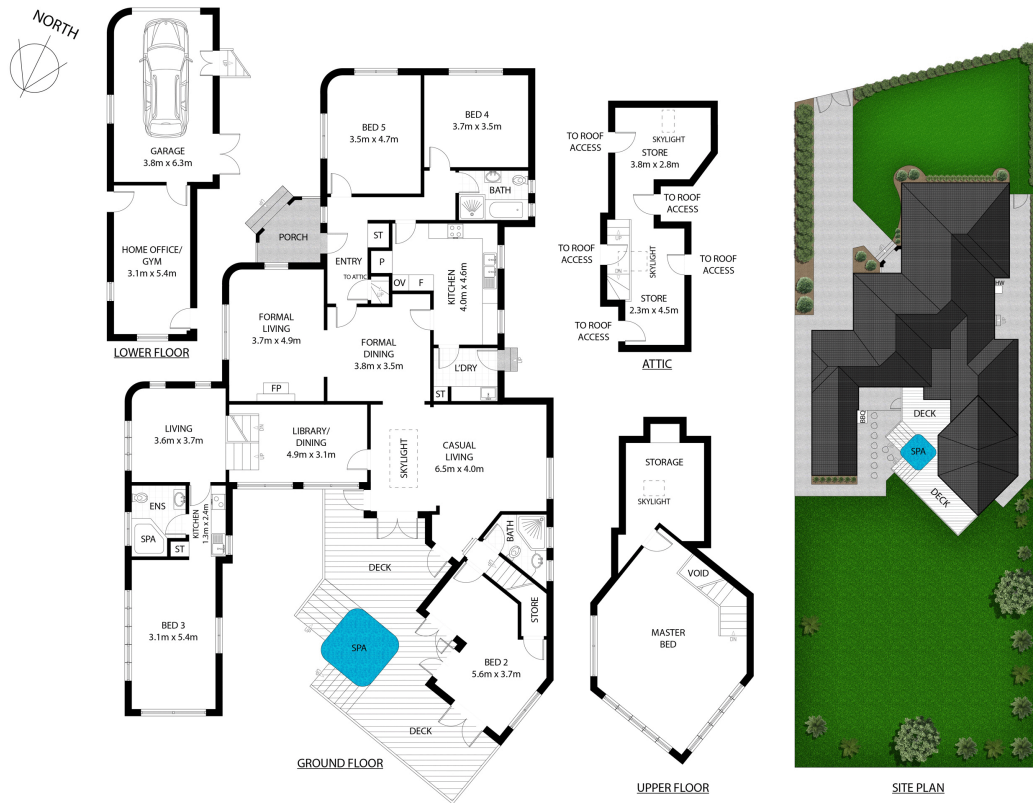 NORTH
GARAGE
3.8m x 6.3m
HOME OFFICE/
GYM
3.1m x 5.4m
LOWER FLOOR
BED 5
3.5m x 4.7m
BED 4
3.7m x 3.5m
BATH
PORCH
ENTRY
TO ATTIC
ST
P
OV
F
KITCHEN
4.0m x 4.6m
FORMAL
LIVING
3.7m x 4.9m
FP
FORMAL
DINING
3.8m x 3.5m
L'DRY
ST
UP
LIVING
3.6m x 3.7m
DN
LIBRARY/
DINING
4.9m x 3.1m
SKYLIGHT
CASUAL
LIVING
6.5m x 4.0m
ENS
SPA
ST
KITCHEN
1.3m x 2.4m
BED 3
3.1m x 5.4m
DECK
SPA
BATH
STORE
BED 2
5.6m x 3.7m
DECK
GROUND FLOOR
TO ROOF
ACCESS
SKYLIGHT
STORE
3.8m x 2.8m
TO ROOF
ACCESS
TO ROOF
ACCESS
DN
SKYLIGHT
TO ROOF
ACCESS
STORE
2.3m x 4.5m
TO ROOF
ACCESS
ATTIC
STORAGE
SKYLIGHT
VOID
DN
MASTER
BED
UPPER FLOOR
HW
BBQ
DECK
SPA
DECK
SITE PLAN